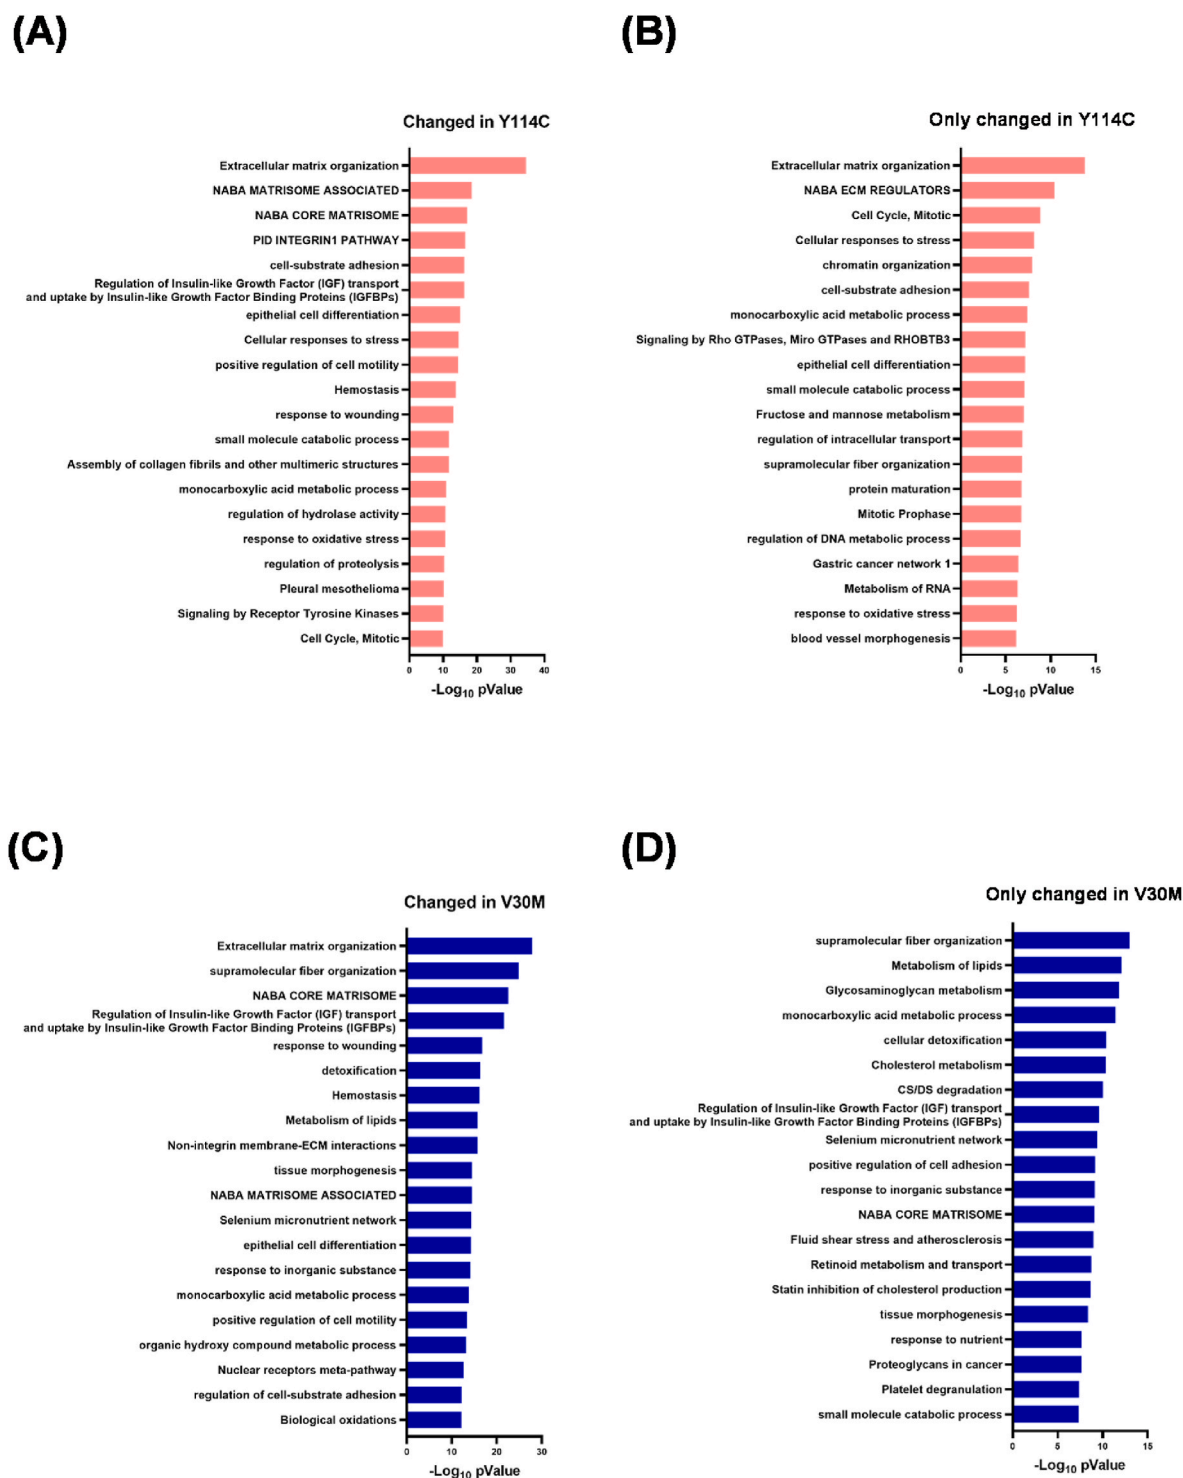 (A)
Changed in Y114C
Extracellular matrix organization
NABA MATRISOME ASSOCIATED
NABA CORE MATRISOME
PID INTEGRIN1 PATHWAY
cell-substrate adhesion
Regulation of Insulin-like Growth Factor (IGF) transport
and uptake by Insulin-like Growth Factor Binding Proteins (IGFBPs)
epithelial cell differentiation
Cellular responses to stress
positive regulation of cell motility
Hemostasis
response to wounding
small molecule catabolic process
Assembly of collagen fibrils and other multimeric structures
monocarboxylic acid metabolic process
regulation of hydrolase activity
response to oxidative stress
regulation of proteolysis
Pleural mesothelioma
Signaling by Receptor Tyrosine Kinases
Cell Cycle, Mitotic
0 10 20 30 40
-Log10 pValue
(B)
Only changed in Y114C
Extracellular matrix organization
NABA ECM REGULATORS
Cell Cycle, Mitotic
Cellular responses to stress
chromatin organization
cell-substrate adhesion
monocarboxylic acid metabolic process
Signaling by Rho GTPases, Miro GTPases and RHOBTB3
epithelial cell differentiation
small molecule catabolic process
Fructose and mannose metabolism
regulation of intracellular transport
supramolecular fiber organization
protein maturation
Mitotic Prophase
regulation of DNA metabolic process
Gastric cancer network 1
Metabolism of RNA
response to oxidative stress
blood vessel morphogenesis
0 5 10 15
-Log10 pValue
(C)
Changed in V30M
Extracellular matrix organization
supramolecular fiber organization
NABA CORE MATRISOME
Regulation of Insulin-like Growth Factor (IGF) transport
and uptake by Insulin-like Growth Factor Binding Proteins (IGFBPs)
response to wounding
detoxification
Hemostasis
Metabolism of lipids
Non-integrin membrane-ECM interactions
tissue morphogenesis
NABA MATRISOME ASSOCIATED
Selenium micronutrient network
epithelial cell differentiation
response to inorganic substance
monocarboxylic acid metabolic process
positive regulation of cell motility
organic hydroxy compound metabolic process
Nuclear receptors meta-pathway
regulation of cell-substrate adhesion
Biological oxidations
0 10 20 30
-Log10 pValue
(D)
Only changed in V30M
supramolecular fiber organization
Metabolism of lipids
Glycosaminoglycan metabolism
monocarboxylic acid metabolic process
cellular detoxification
Cholesterol metabolism
CS/DS degradation
Regulation of Insulin-like Growth Factor (IGF) transport
and uptake by Insulin-like Growth Factor Binding Proteins (IGFBPs)
Selenium micronutrient network
positive regulation of cell adhesion
response to inorganic substance
NABA CORE MATRISOME
Fluid shear stress and atherosclerosis
Retinoid metabolism and transport
Statin inhibition of cholesterol production
tissue morphogenesis
response to nutrient
Proteoglycans in cancer
Platelet degranulation
small molecule catabolic process
0 5 10 15
-Log10 pValue